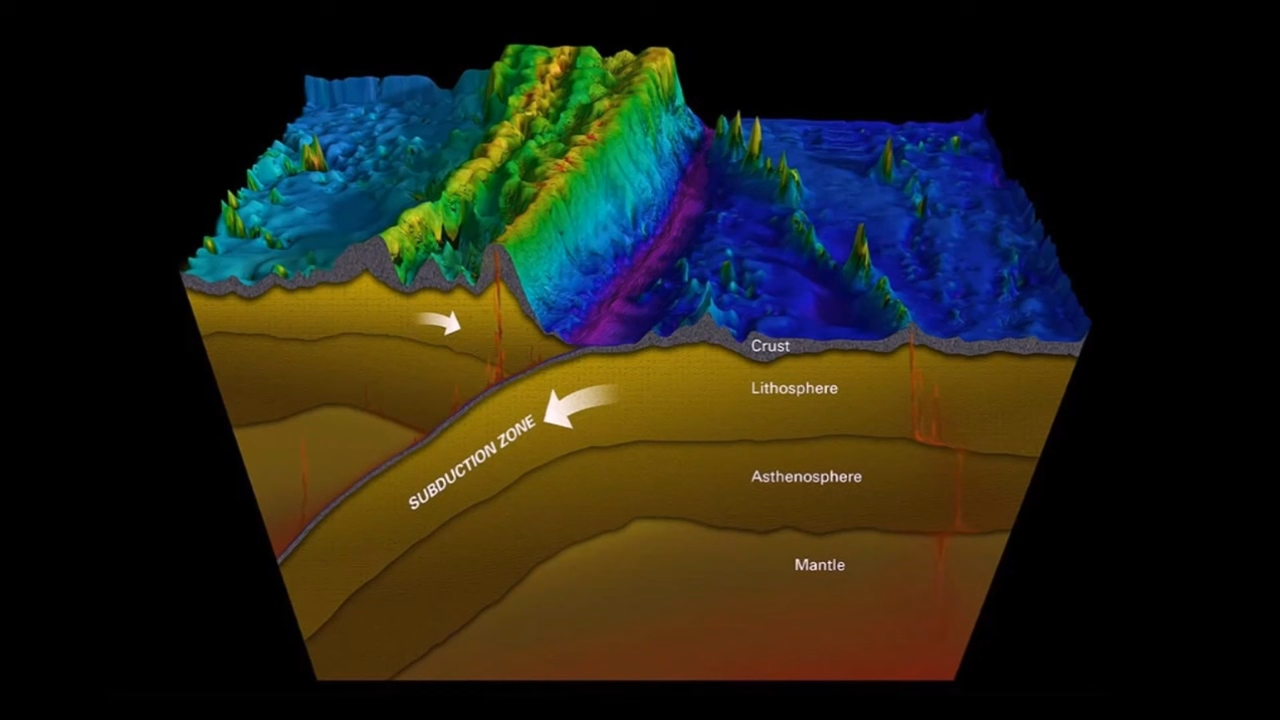 Crust
Lithosphere
SUBDUCTION ZONE
Asthenosphere
Mantle